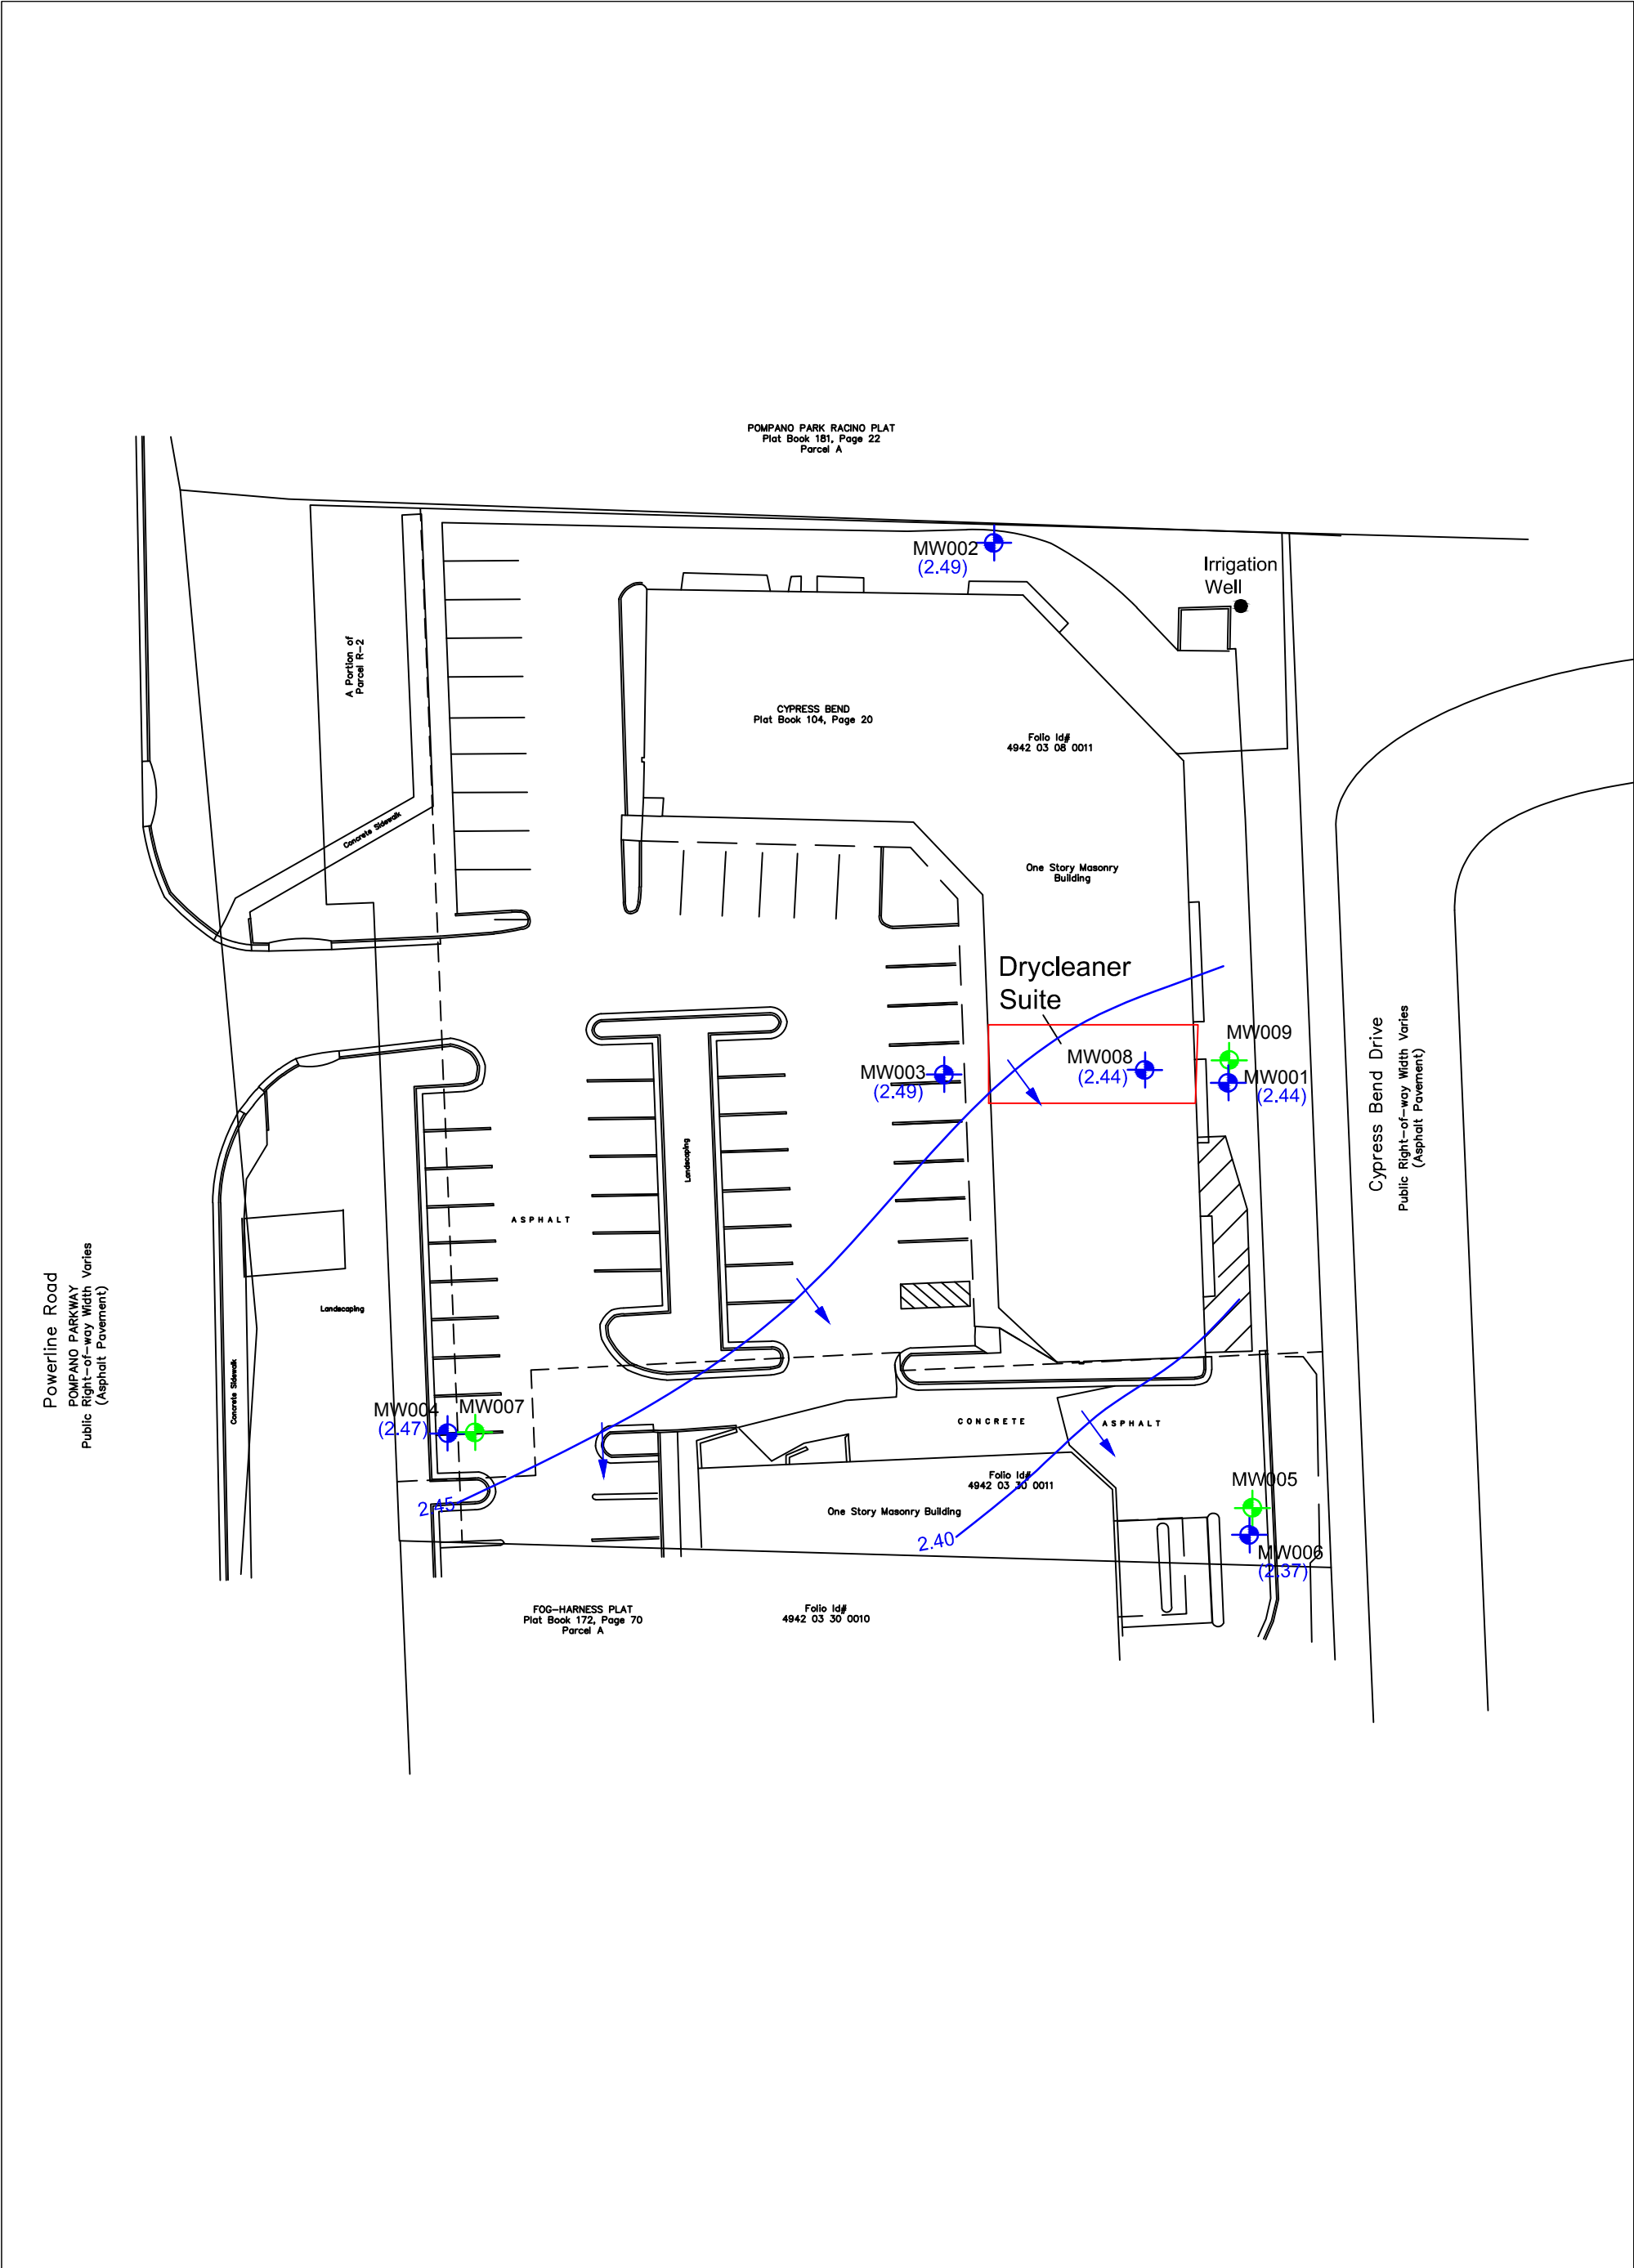 POMPANO PARK RACINO PLAT
Plat Book 181, Page 22
Parcel A
MW002
(2.49)
Irrigation
Well
A Portion of
Parcel R-2
CYPRESS BEND
Plat Book 104, Page 20
Folio Id#
4942 03 08 0011
Concrete Sidewalk
One Story Masonry
Building
Drycleaner
Suite
MW009
MW008
(2.44)
MW003
(2.49)
MW001
(2.44)
Cypress Bend Drive
Public Right-of-way Width Varies
(Asphalt Pavement)
Landscaping
ASPHALT
Powerline Road
POMPANO PARKWAY
Public Right-of-way Width Varies
(Asphalt Pavement)
Landscaping
Concrete Sidewalk
MW004
(2.47)
MW007
CONCRETE
ASPHALT
Folio Id#
4942 03 30 0011
MW005
2.45
One Story Masonry Building
2.40
MW006
(2.37)
FOG-HARNESS PLAT
Plat Book 172, Page 70
Parcel A
Folio Id#
4942 03 30 0010